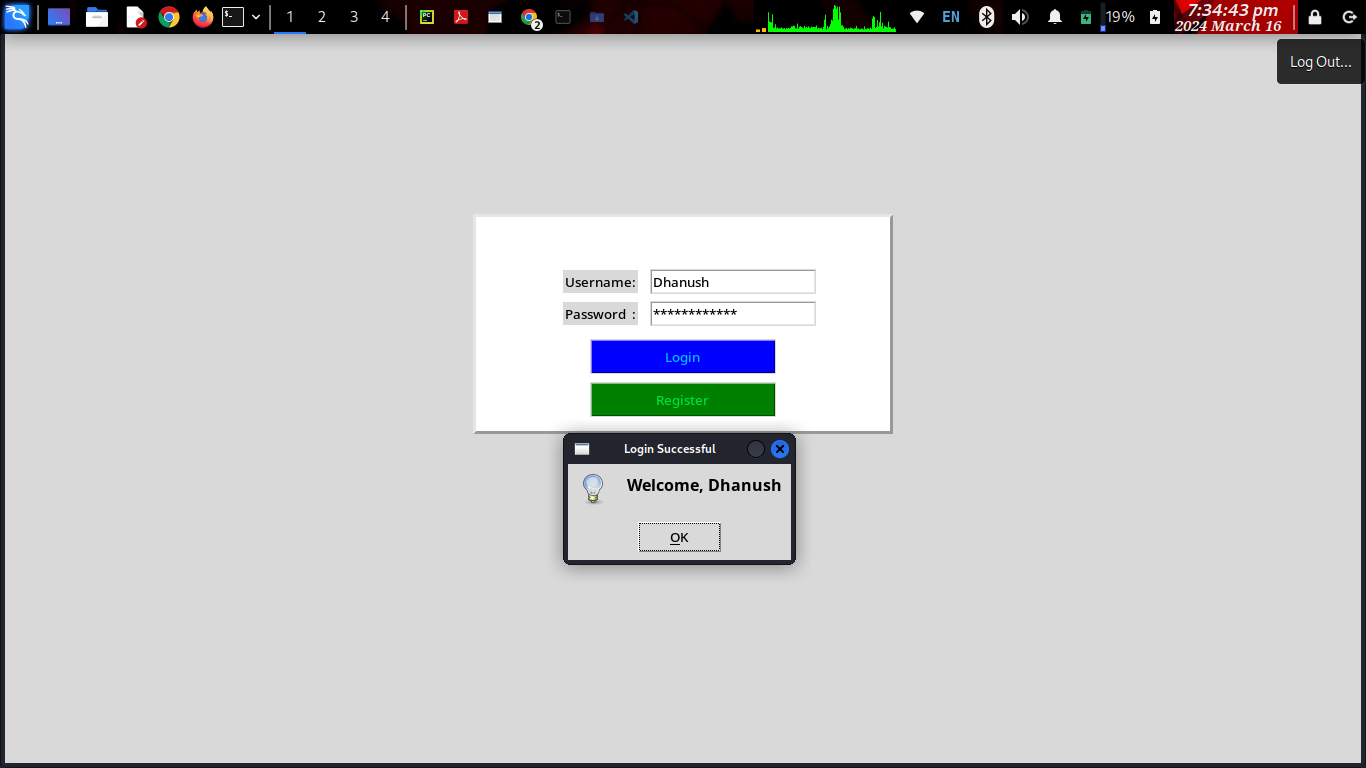 1 2 3 4
PC
2
EN
19%
7:34:43 pm
2024 March 16
Log Out...
Username: Dhanush
Password : ************
Login
Register
Login Successful
Welcome, Dhanush
OK